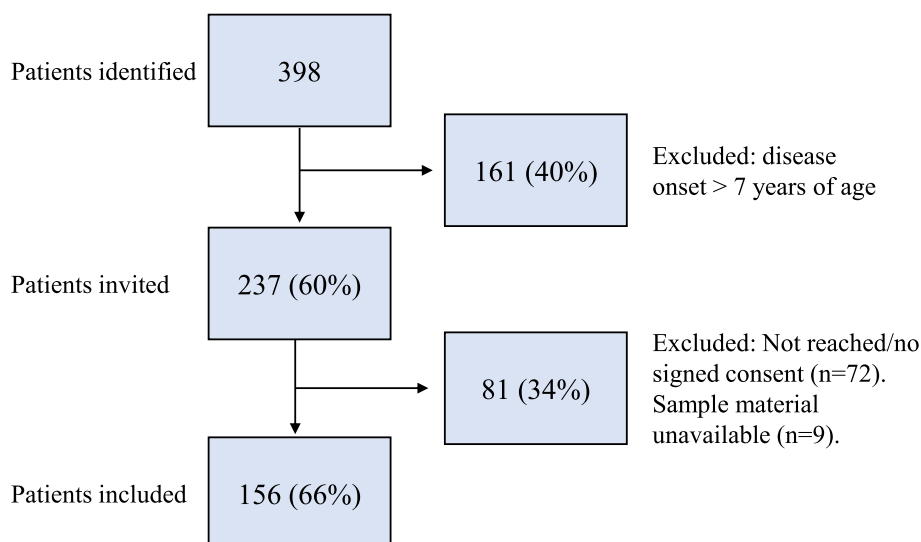 Patients identified
398
161 (40%)
Excluded: disease
onset > 7 years of age
Patients invited
237 (60%)
81 (34%)
Excluded: Not reached/no
signed consent (n=72).
Sample material
unavailable (n=9).
Patients included
156 (66%)